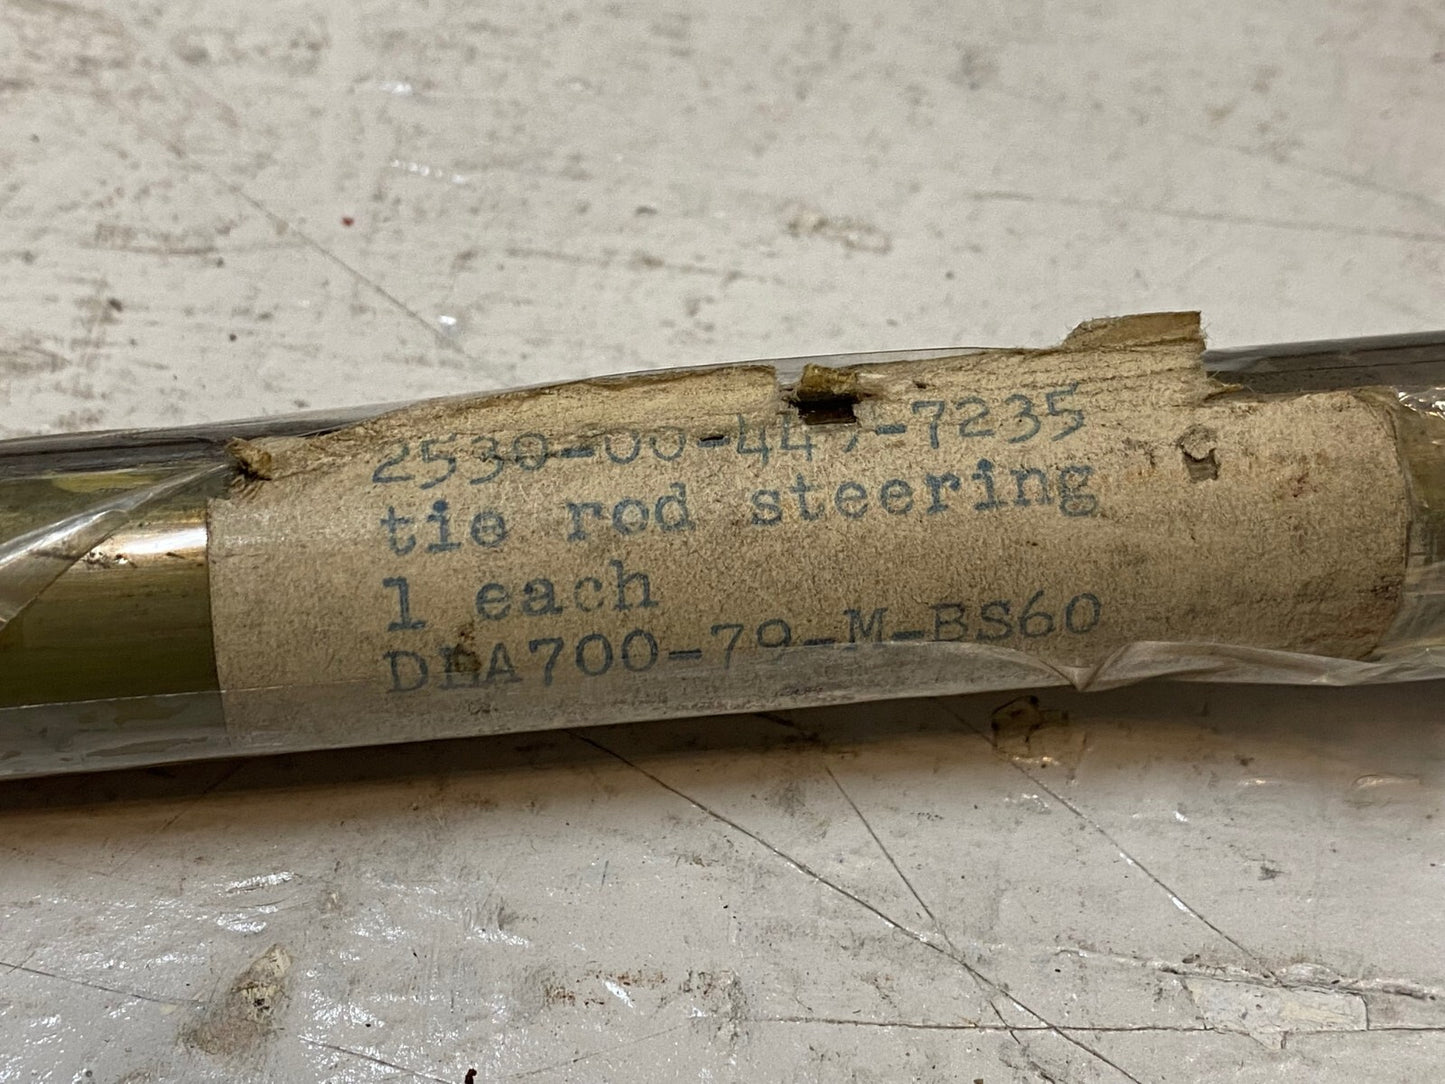 2530-00-447-7235
tie rod steering
1 each
DLA700-79-M-BS60